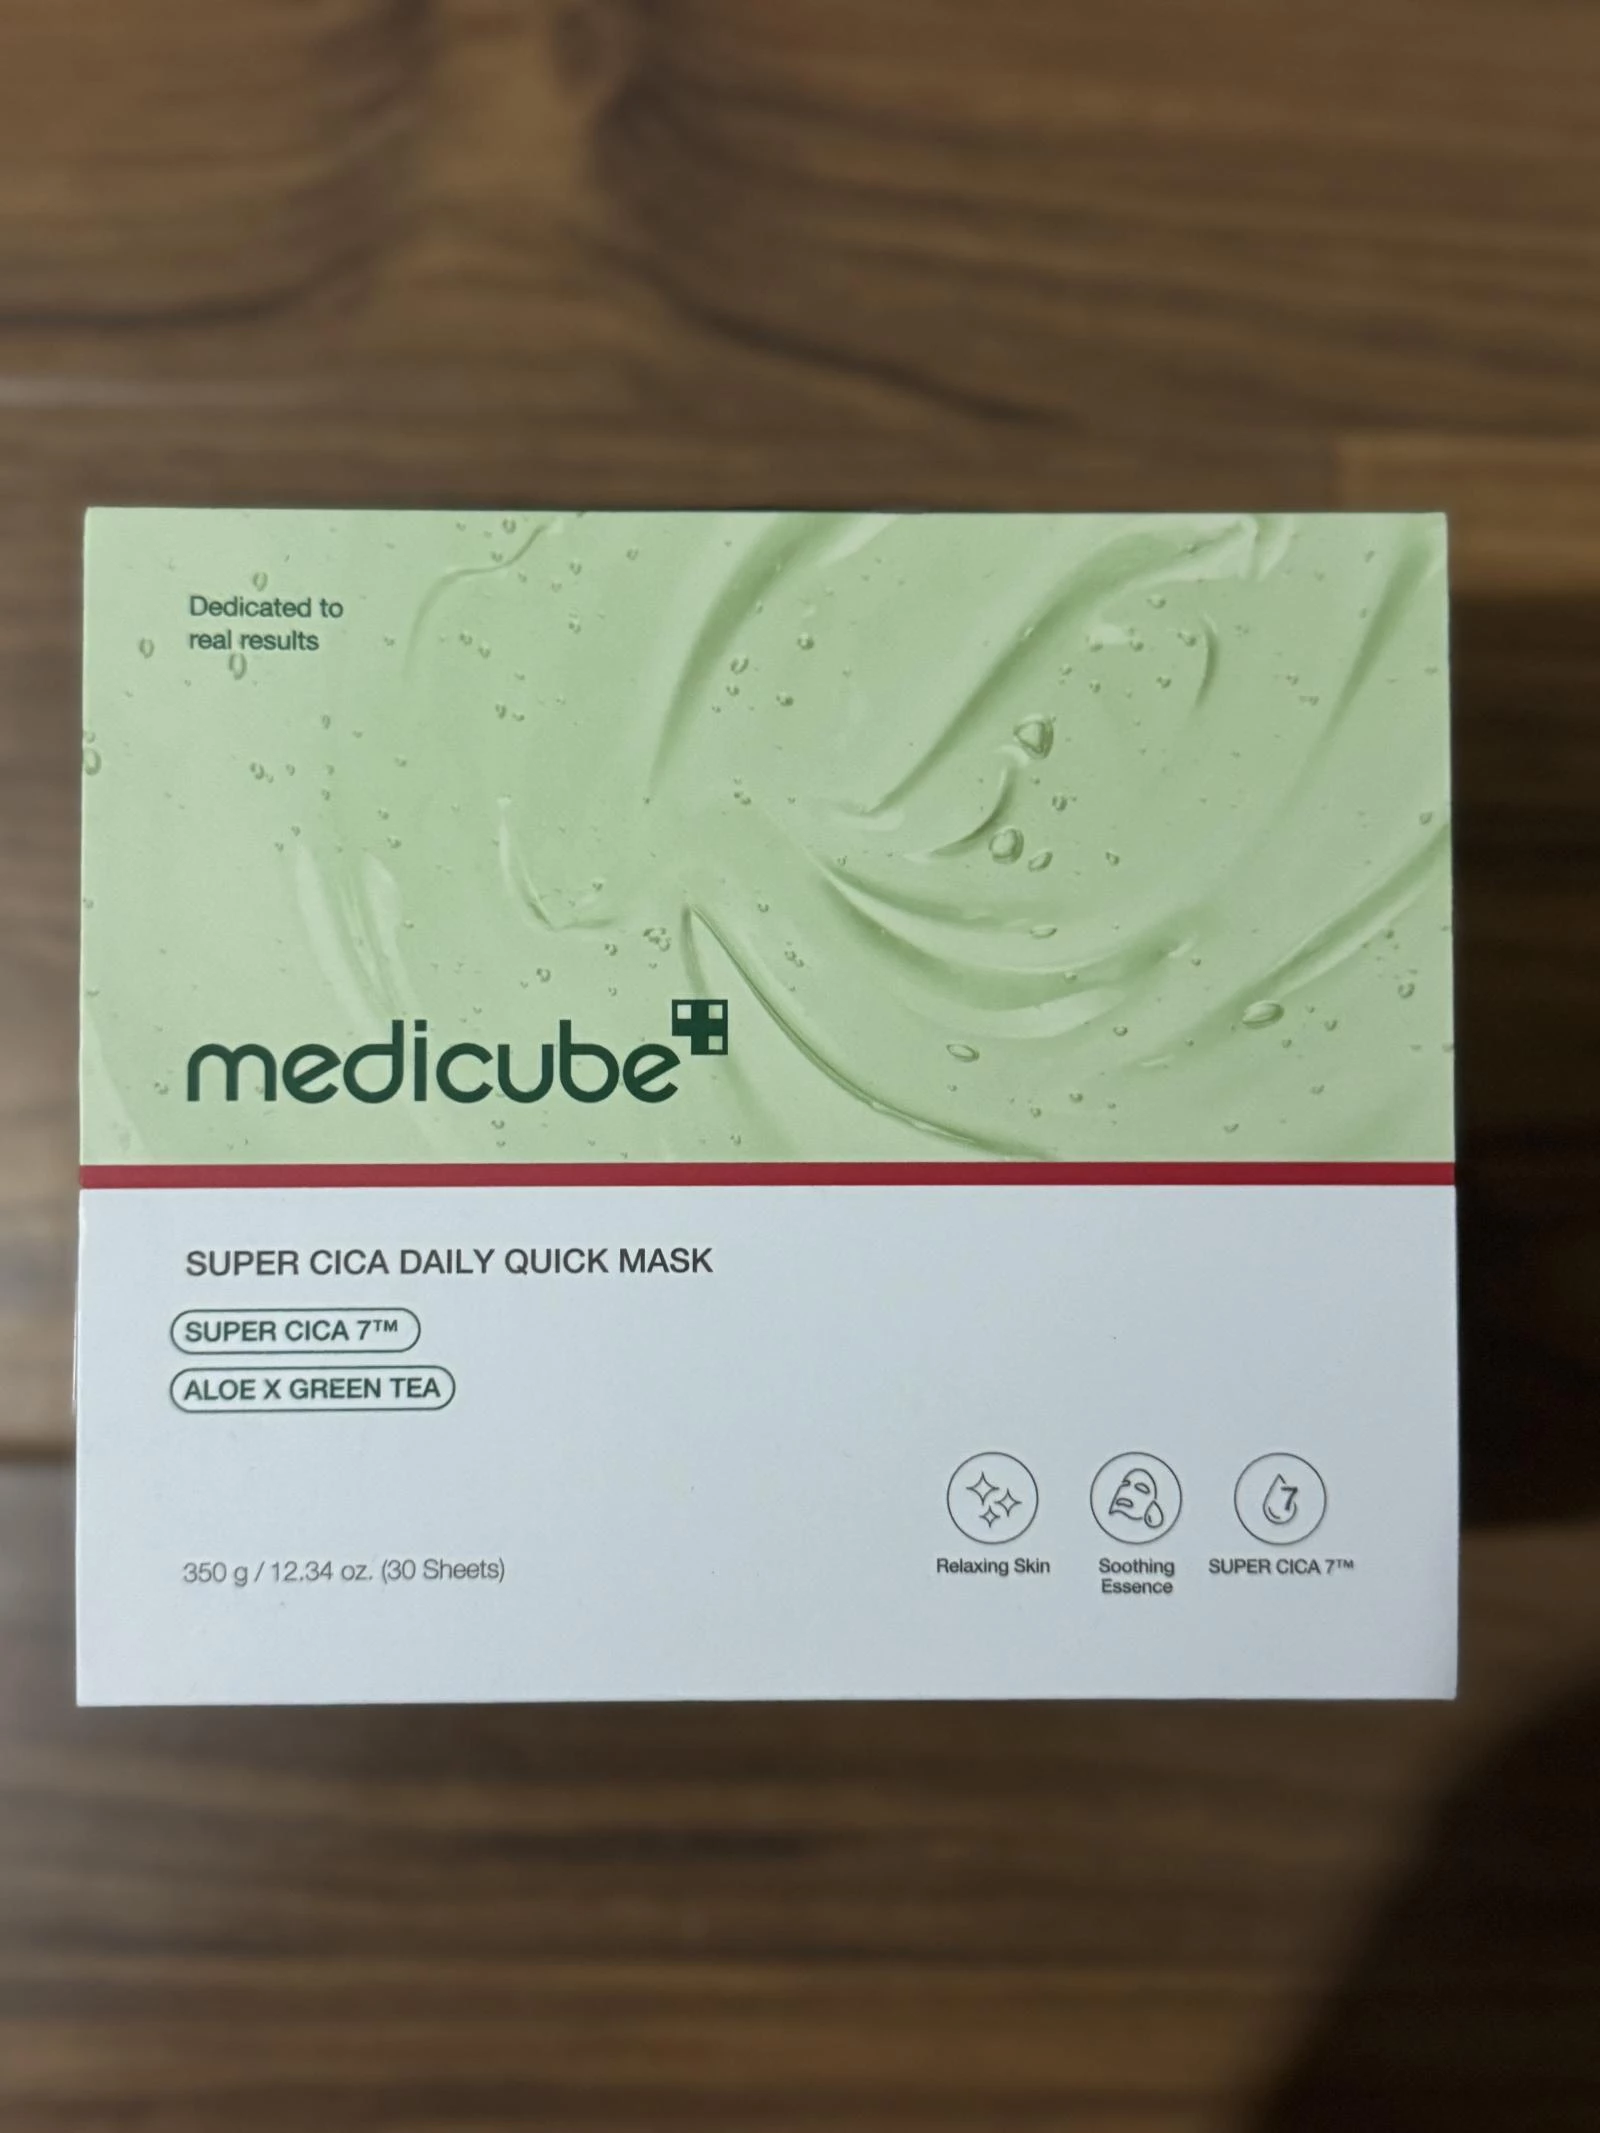 Dedicated to
real results
medicube
SUPER CICA DAILY QUICK MASK
SUPER CICA 7™
ALOE X GREEN TEA
350 g / 12.34 oz. (30 Sheets)
7
Relaxing Skin
Soothing
Essence
SUPER CICA 7™